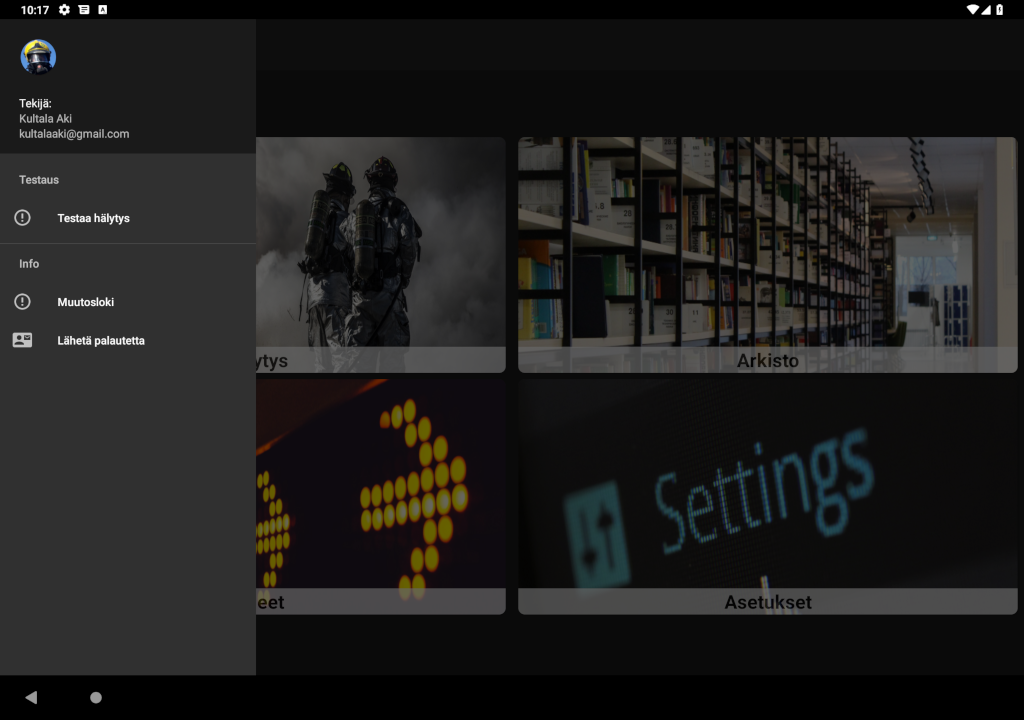 10:17
Tekijä:
Kultala Aki
kultalaaki@gmail.com
Testaus
Testaa hälytys
Info
Muutosloki
Lähetä palautetta
ytys
Arkisto
Settings
eet
Asetukset